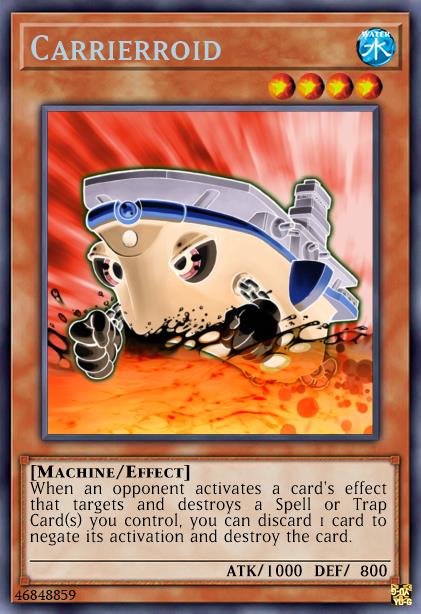 CARRIERROID
WATER
水
[MACHINE/EFFECT]
When an opponent activates a card's effect
that targets and destroys a Spell or Trap
Card(s) you control, you can discard 1 card to
negate its activation and destroy the card.
ATK/1000 DEF/ 800
46848859